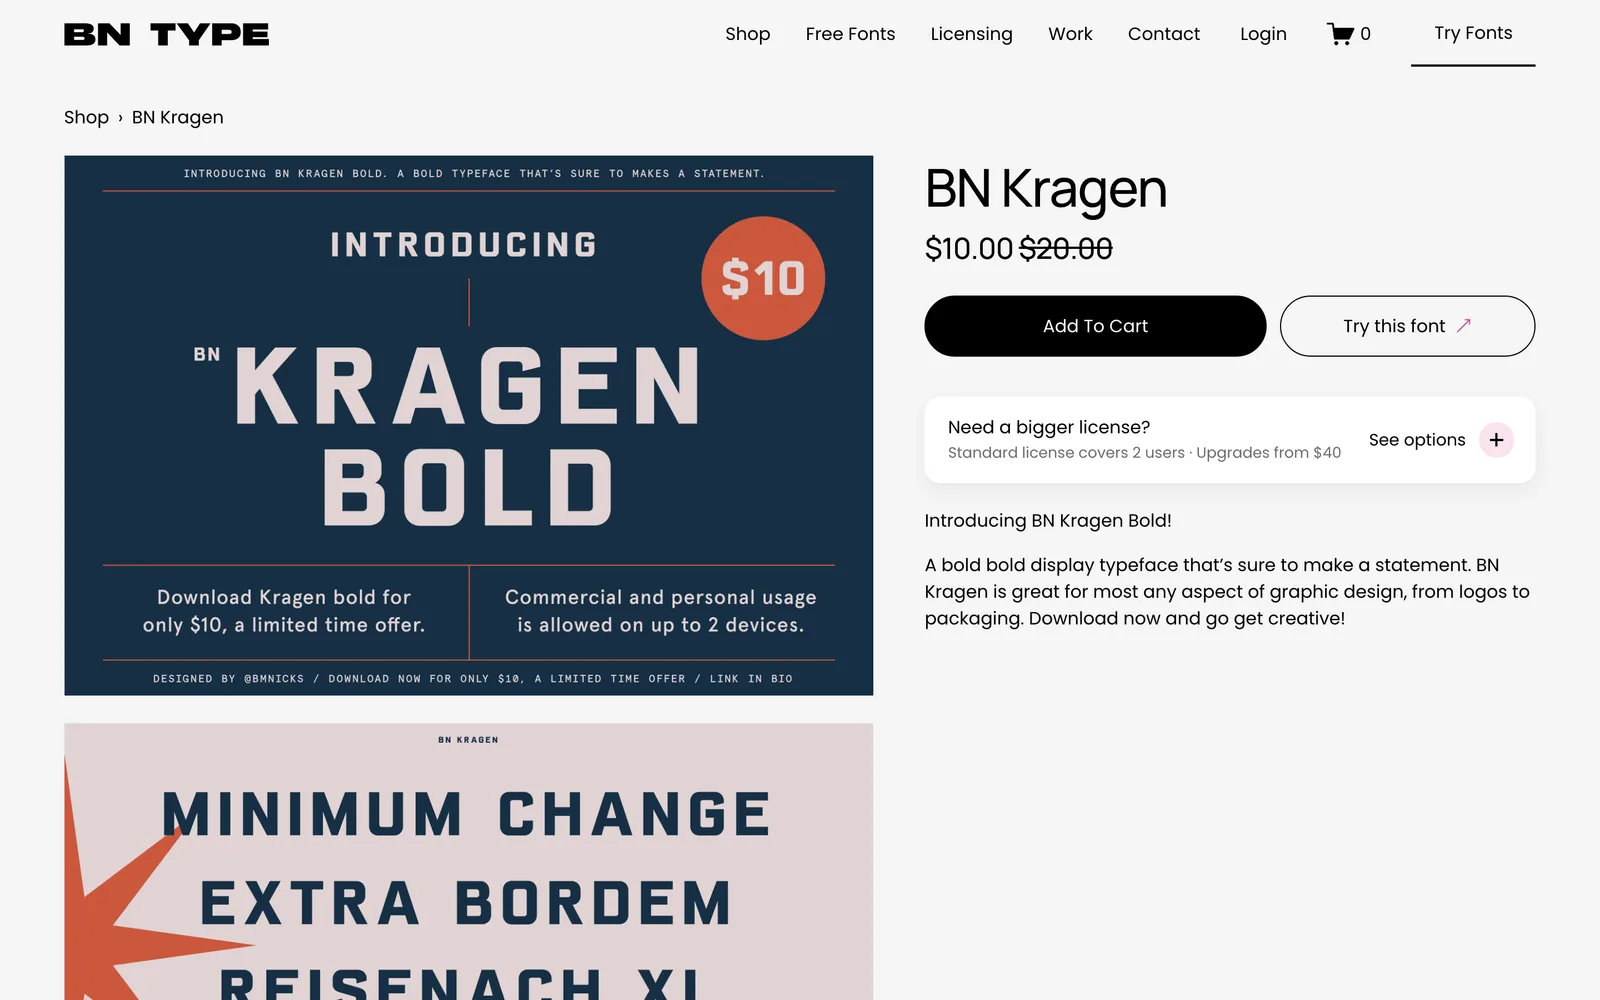 BN TYPE
Shop
Free Fonts
Licensing
Work
Contact
Login
0
Try Fonts
Shop › BN Kragen
INTRODUCING BN KRAGEN BOLD. A BOLD TYPEFACE THAT'S SURE TO MAKES A STATEMENT.
INTRODUCING
$10
BN KRAGEN
BOLD
Download Kragen bold for
only $10, a limited time offer.
Commercial and personal usage
is allowed on up to 2 devices.
DESIGNED BY @BMNICKS / DOWNLOAD NOW FOR ONLY $10, A LIMITED TIME OFFER / LINK IN BIO
BN KRAGEN
MINIMUM CHANGE
EXTRA BORDEM
REISENACH XL
BN Kragen
$10.00 $20.00
Add To Cart
Try this font
Need a bigger license?
Standard license covers 2 users · Upgrades from $40
See options
Introducing BN Kragen Bold!
A bold bold display typeface that’s sure to make a statement. BN
Kragen is great for most any aspect of graphic design, from logos to
packaging. Download now and go get creative!